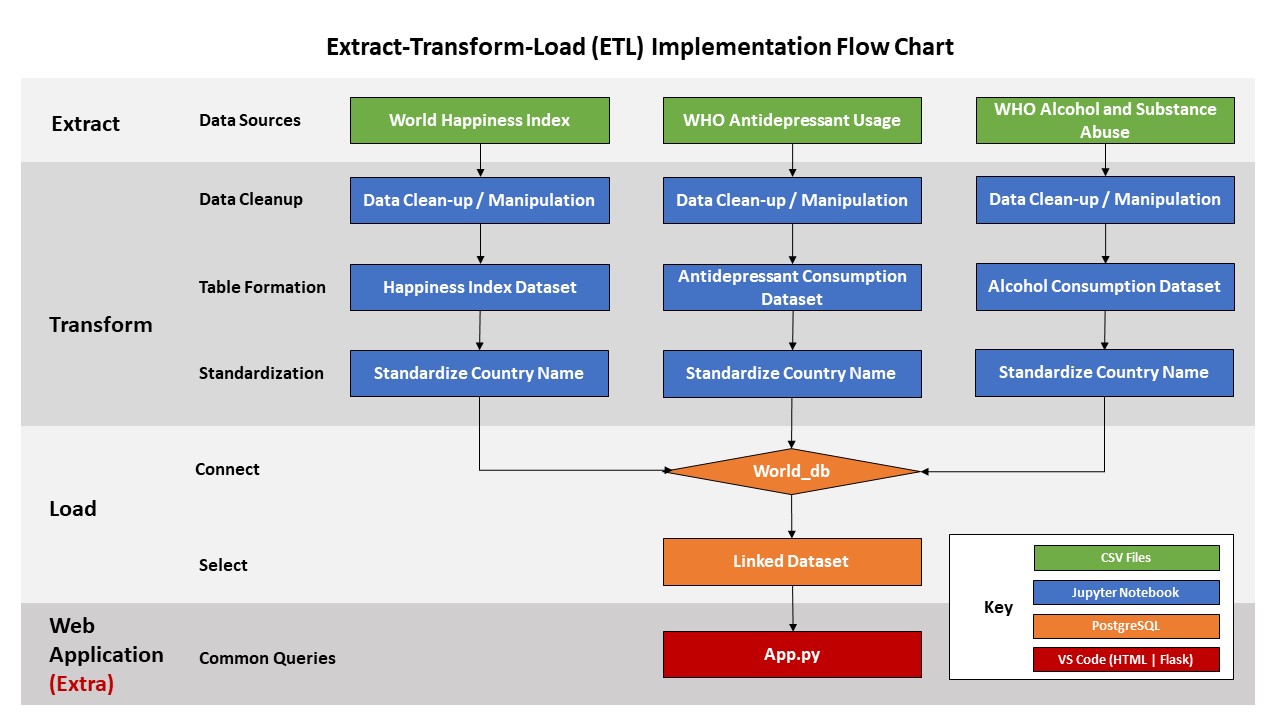 Extract-Transform-Load (ETL) Implementation Flow Chart
Extract
Data Sources
World Happiness Index
WHO Antidepressant Usage
WHO Alcohol and Substance
Abuse
Transform
Data Cleanup
Data Clean-up / Manipulation
Data Clean-up / Manipulation
Data Clean-up / Manipulation
Table Formation
Happiness Index Dataset
Antidepressant Consumption
Dataset
Alcohol Consumption Dataset
Standardization
Standardize Country Name
Standardize Country Name
Standardize Country Name
Load
Connect
World_db
Select
Linked Dataset
Web
Application
(Extra)
Common Queries
App.py
Key
CSV Files
Jupyter Notebook
PostgreSQL
VS Code (HTML | Flask)